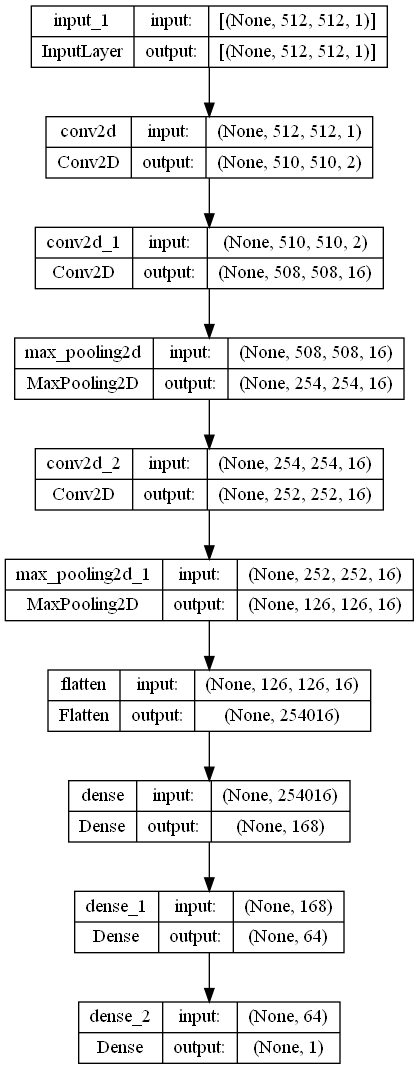 input_1 input: [(None, 512, 512, 1)]
InputLayer output: [(None, 512, 512, 1)]
conv2d input: (None, 512, 512, 1)
Conv2D output: (None, 510, 510, 2)
conv2d_1 input: (None, 510, 510, 2)
Conv2D output: (None, 508, 508, 16)
max_pooling2d input: (None, 508, 508, 16)
MaxPooling2D output: (None, 254, 254, 16)
conv2d_2 input: (None, 254, 254, 16)
Conv2D output: (None, 252, 252, 16)
max_pooling2d_1 input: (None, 252, 252, 16)
MaxPooling2D output: (None, 126, 126, 16)
flatten input: (None, 126, 126, 16)
Flatten output: (None, 254016)
dense input: (None, 254016)
Dense output: (None, 168)
dense_1 input: (None, 168)
Dense output: (None, 64)
dense_2 input: (None, 64)
Dense output: (None, 1)